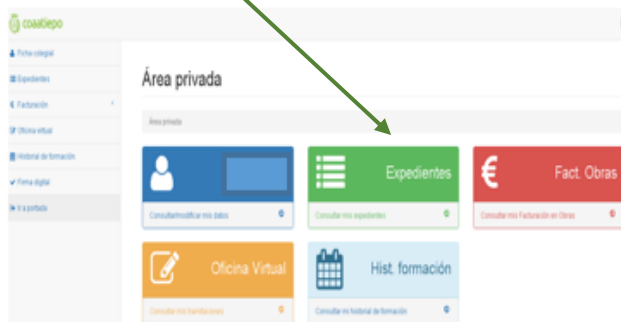 coaatiepo
Ficha colegial
Expedientes
€ Facturación
Oficina virtual
Historial de formación
Firma digital
Ir a portada
Área privada
Área privada
Consultar/modificar mis datos
Expedientes
Consultar mis expedientes
€ Fact. Obras
Consultar mis Facturación en Obras
Oficina Virtual
Consultar mis tramitaciones
Hist. formación
Consultar mi historial de formación